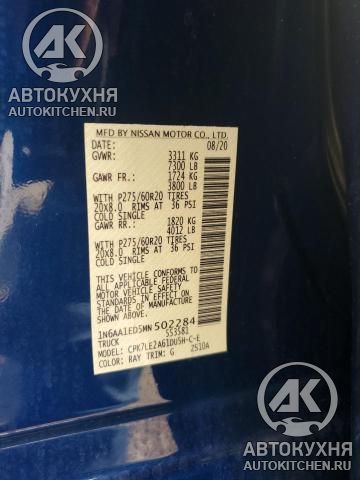 АК
АВТОКУХНЯ
AUTOKITCHEN.RU
MFD BY NISSAN MOTOR CO., LTD.
DATE: 08/20
GVWR: 3311 KG
7300 LB
GAWR FR.: 1724 KG
3800 LB
WITH P275/60R20 TIRES
20X8.0 RIMS AT 36 PSI
COLD SINGLE
GAWR RR.: 1820 KG
4012 LB
WITH P275/60R20 TIRES
20X8.0 RIMS AT 36 PSI
COLD SINGLE
THIS VEHICLE CONFORMS TO
ALL APPLICABLE FEDERAL
MOTOR VEHICLE SAFETY
STANDARDS IN EFFECT
ON THE DATE OF
MANUFACTURE SHOWN ABOVE
1N6AA1ED5MN502284
TRUCK 553581
MODEL: CPK7LE2A61DU5H-C-E
COLOR: RAY TRIM: G ZS10A
АК
АВТОКУХНЯ
AUTOKITCHEN.RU